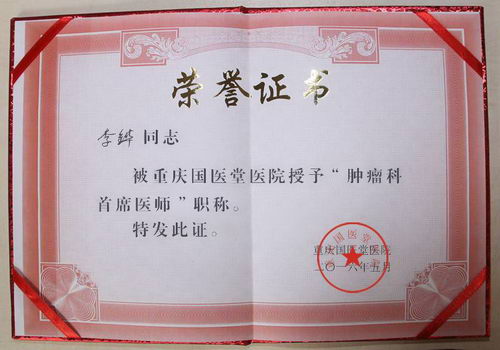 荣誉证书
李鏵 同志
被重庆国医堂医院授予“肿瘤科
首席医师”职称。
特发此证。
重庆国医堂医院
二〇一六年五月